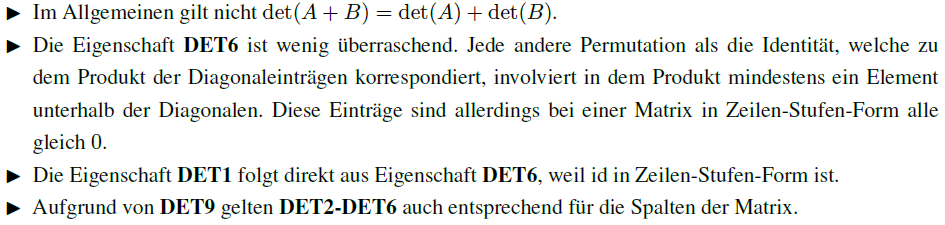 ► Im Allgemeinen gilt nicht det(A + B) = det(A) + det(B).
► Die Eigenschaft DET6 ist wenig überraschend. Jede andere Permutation als die Identität, welche zu
dem Produkt der Diagonaleinträgen korrespondiert, involviert in dem Produkt mindestens ein Element
unterhalb der Diagonalen. Diese Einträge sind allerdings bei einer Matrix in Zeilen-Stufen-Form alle
gleich 0.
► Die Eigenschaft DET1 folgt direkt aus Eigenschaft DET6, weil id in Zeilen-Stufen-Form ist.
► Aufgrund von DET9 gelten DET2-DET6 auch entsprechend für die Spalten der Matrix.